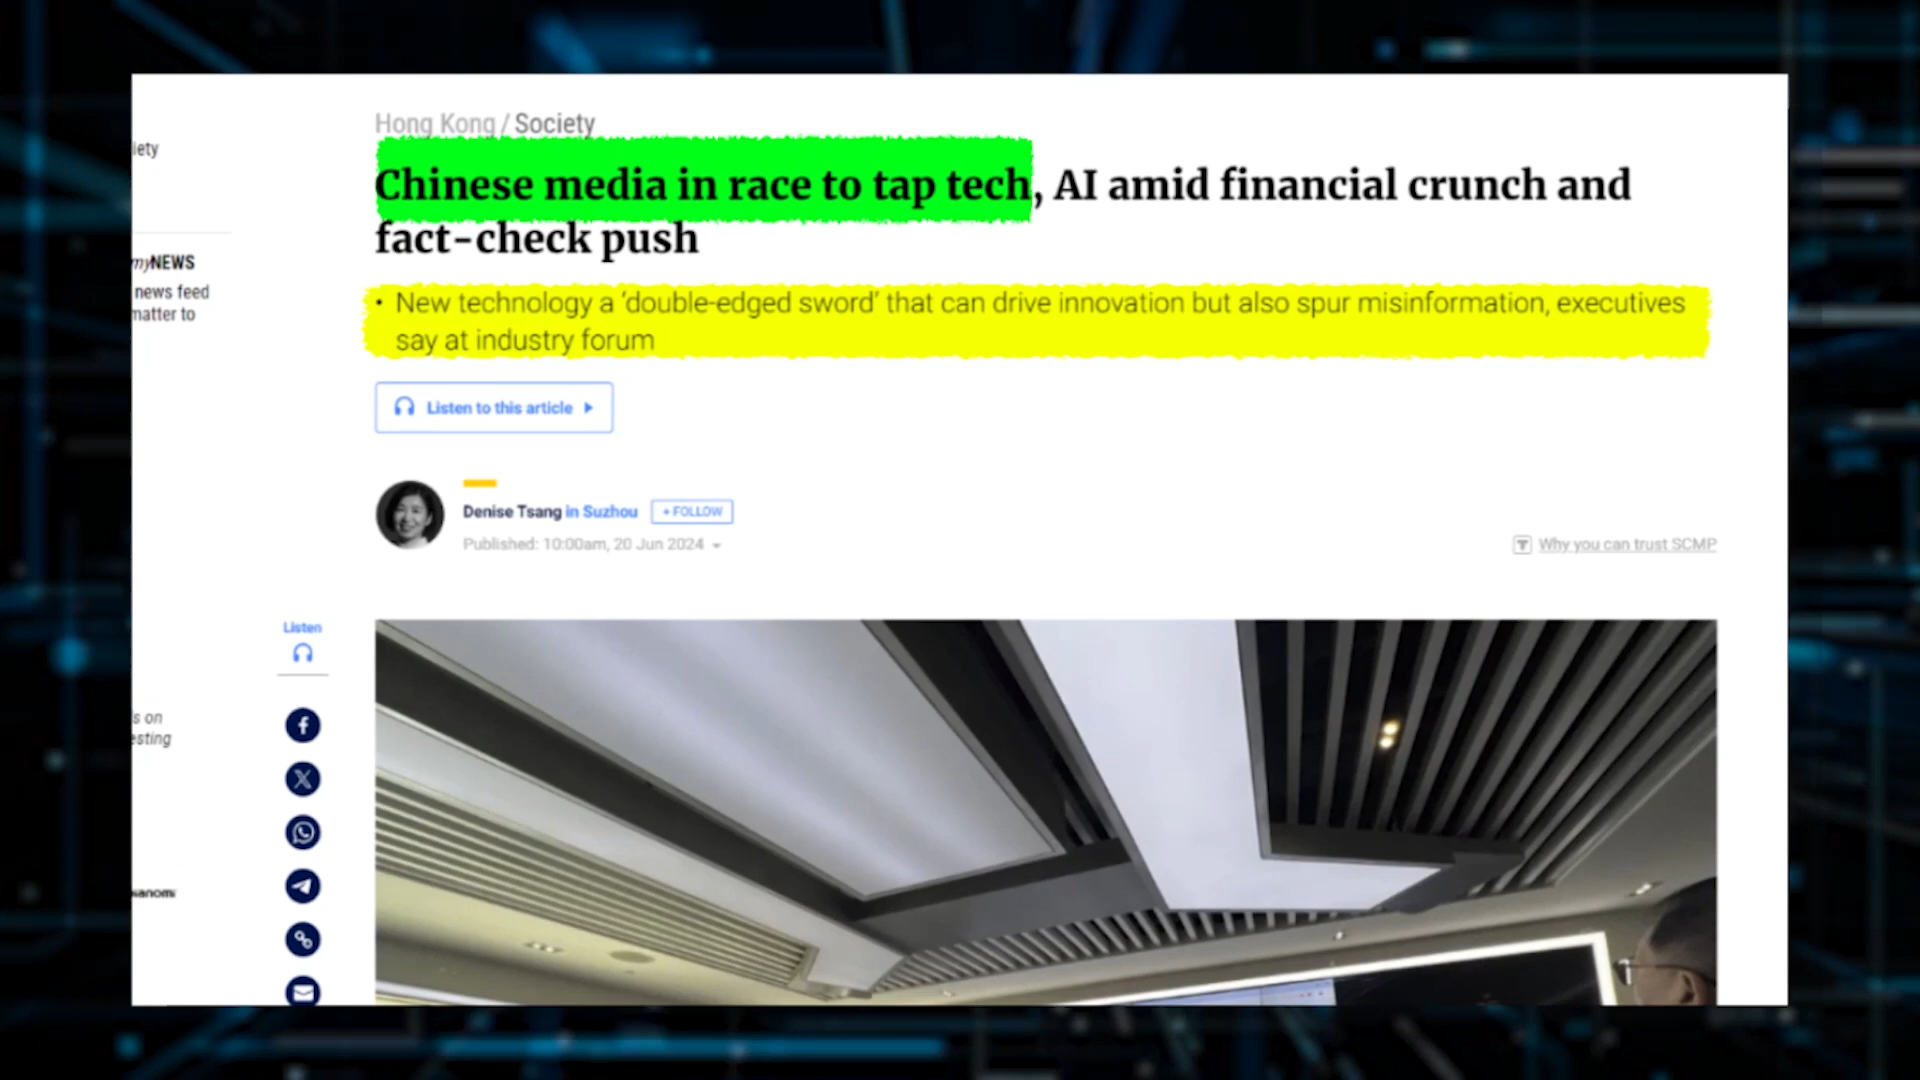 Hong Kong / Society
Chinese media in race to tap tech, AI amid financial crunch and
fact-check push
• New technology a ‘double-edged sword’ that can drive innovation but also spur misinformation, executives
say at industry forum
Listen to this article
Denise Tsang in Suzhou + FOLLOW
Published: 10:00am, 20 Jun 2024
Why you can trust SCMP
iety
myNEWS
news feed
matter to
Listen
s on
esting